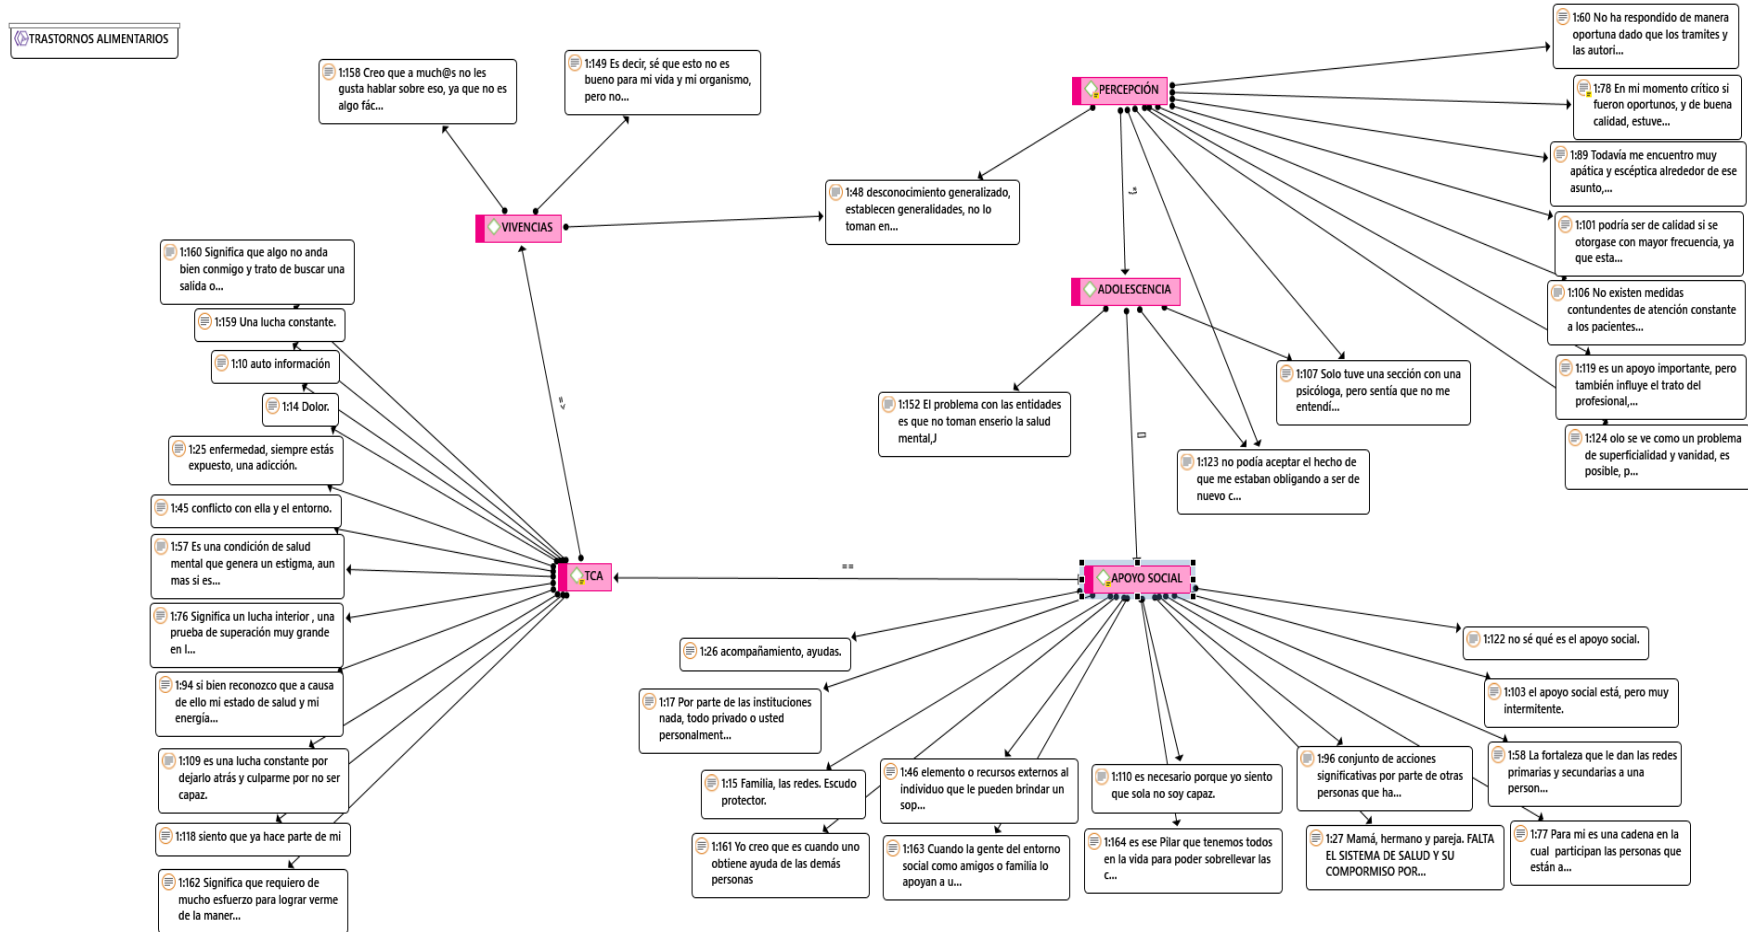 TRASTORNOS ALIMENTARIOS
1:158 Creo que a much@s no les
gusta hablar sobre eso, ya que no es
algo fác...
1:149 Es decir, sé que esto no es
bueno para mi vida y mi organismo,
pero no...
VIVENCIAS
1:48 desconocimiento generalizado,
establecen generalidades, no lo
toman en...
PERCEPCIÓN
1:60 No ha respondido de manera
oportuna dado que los tramites y
las autori...
1:78 En mi momento crítico si
fueron oportunos, y de buena
calidad, estuve...
1:89 Todavía me encuentro muy
apática y escéptica alrededor de ese
asunto,...
1:101 podría ser de calidad si se
otorgase con mayor frecuencia, ya
que esta...
1:106 No existen medidas
contundentes de atención constante
a los pacientes...
1:119 es un apoyo importante, pero
también influye el trato del
profesional,...
1:124 olo se ve como un problema
de superficialidad y vanidad, es
posible, p...
ADOLESCENCIA
1:107 Solo tuve una sección con una
psicóloga, pero sentía que no me
entendí...
1:152 El problema con las entidades
es que no toman enserio la salud
mental,J
1:123 no podía aceptar el hecho de
que me estaban obligando a ser de
nuevo c...
1:160 Significa que algo no anda
bien conmigo y trato de buscar una
salida o...
1:159 Una lucha constante.
1:10 auto información
1:14 Dolor.
1:25 enfermedad, siempre estás
expuesto, una adicción.
1:45 conflicto con ella y el entorno.
1:57 Es una condición de salud
mental que genera un estigma, aun
mas si es...
1:76 Significa un lucha interior , una
prueba de superación muy grande
en l...
1:94 si bien reconozco que a causa
de ello mi estado de salud y mi
energía...
1:109 es una lucha constante por
dejarlo atrás y culparme por no ser
capaz.
1:118 siento que ya hace parte de mi
1:162 Significa que requiero de
mucho esfuerzo para lograr verme
de la maner...
TCA
==
APOYO SOCIAL
1:26 acompañamiento, ayudas.
1:17 Por parte de las instituciones
nada, todo privado o usted
personalment...
1:15 Familia, las redes. Escudo
protector.
1:161 Yo creo que es cuando uno
obtiene ayuda de las demás
personas
1:46 elemento o recursos externos al
individuo que le pueden brindar un
sop...
1:163 Cuando la gente del entorno
social como amigos o familia lo
apoyan a u...
1:110 es necesario porque yo siento
que sola no soy capaz.
1:164 es ese Pilar que tenemos todos
en la vida para poder sobrellevar las
c...
1:96 conjunto de acciones
significativas por parte de otras
personas que ha...
1:27 Mamá, hermano y pareja. FALTA
EL SISTEMA DE SALUD Y SU
COMPORMISO POR...
1:122 no sé qué es el apoyo social.
1:103 el apoyo social está, pero muy
intermitente.
1:58 La fortaleza que le dan las redes
primarias y secundarias a una
person...
1:77 Para mi es una cadena en la
cual participan las personas que
están a...